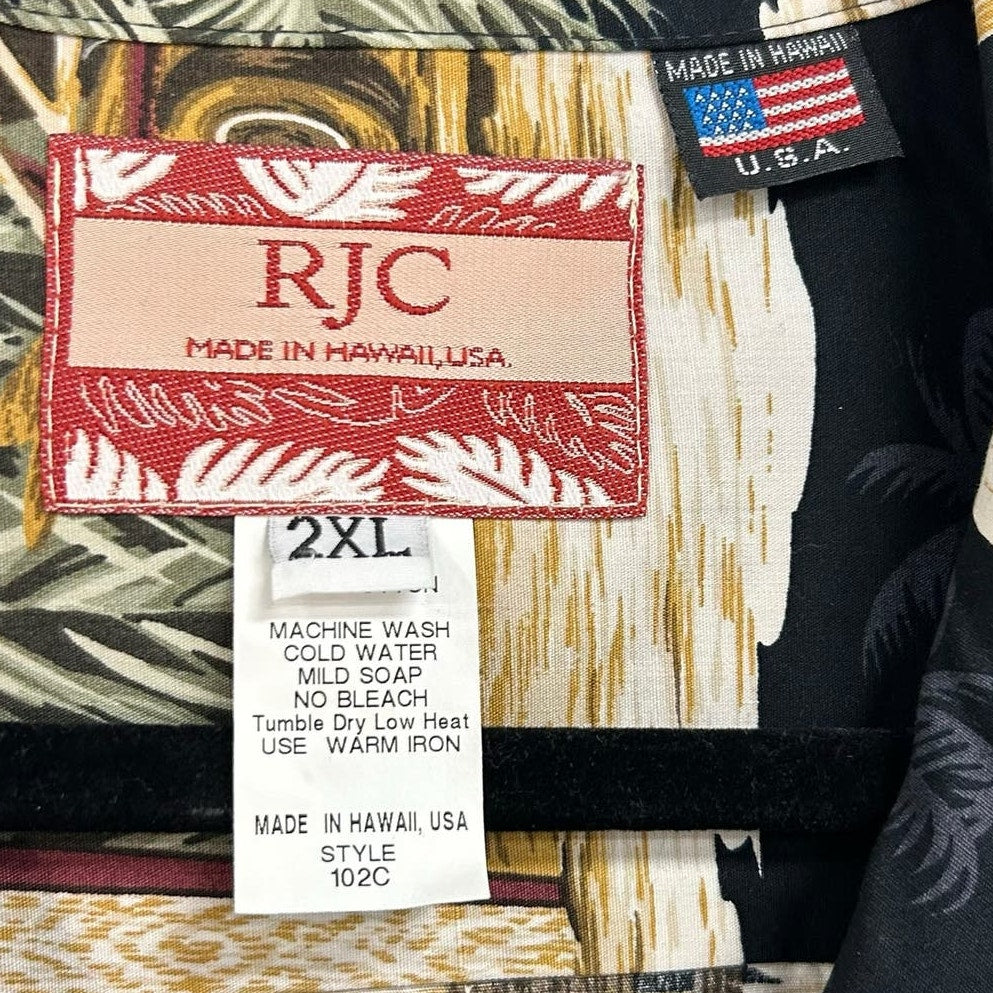 MADE IN HAWAII
U.S.A.
RJC
MADE IN HAWAII, USA.
2XL
MACHINE WASH
COLD WATER
MILD SOAP
NO BLEACH
Tumble Dry Low Heat
USE WARM IRON
MADE IN HAWAII, USA
STYLE
102C